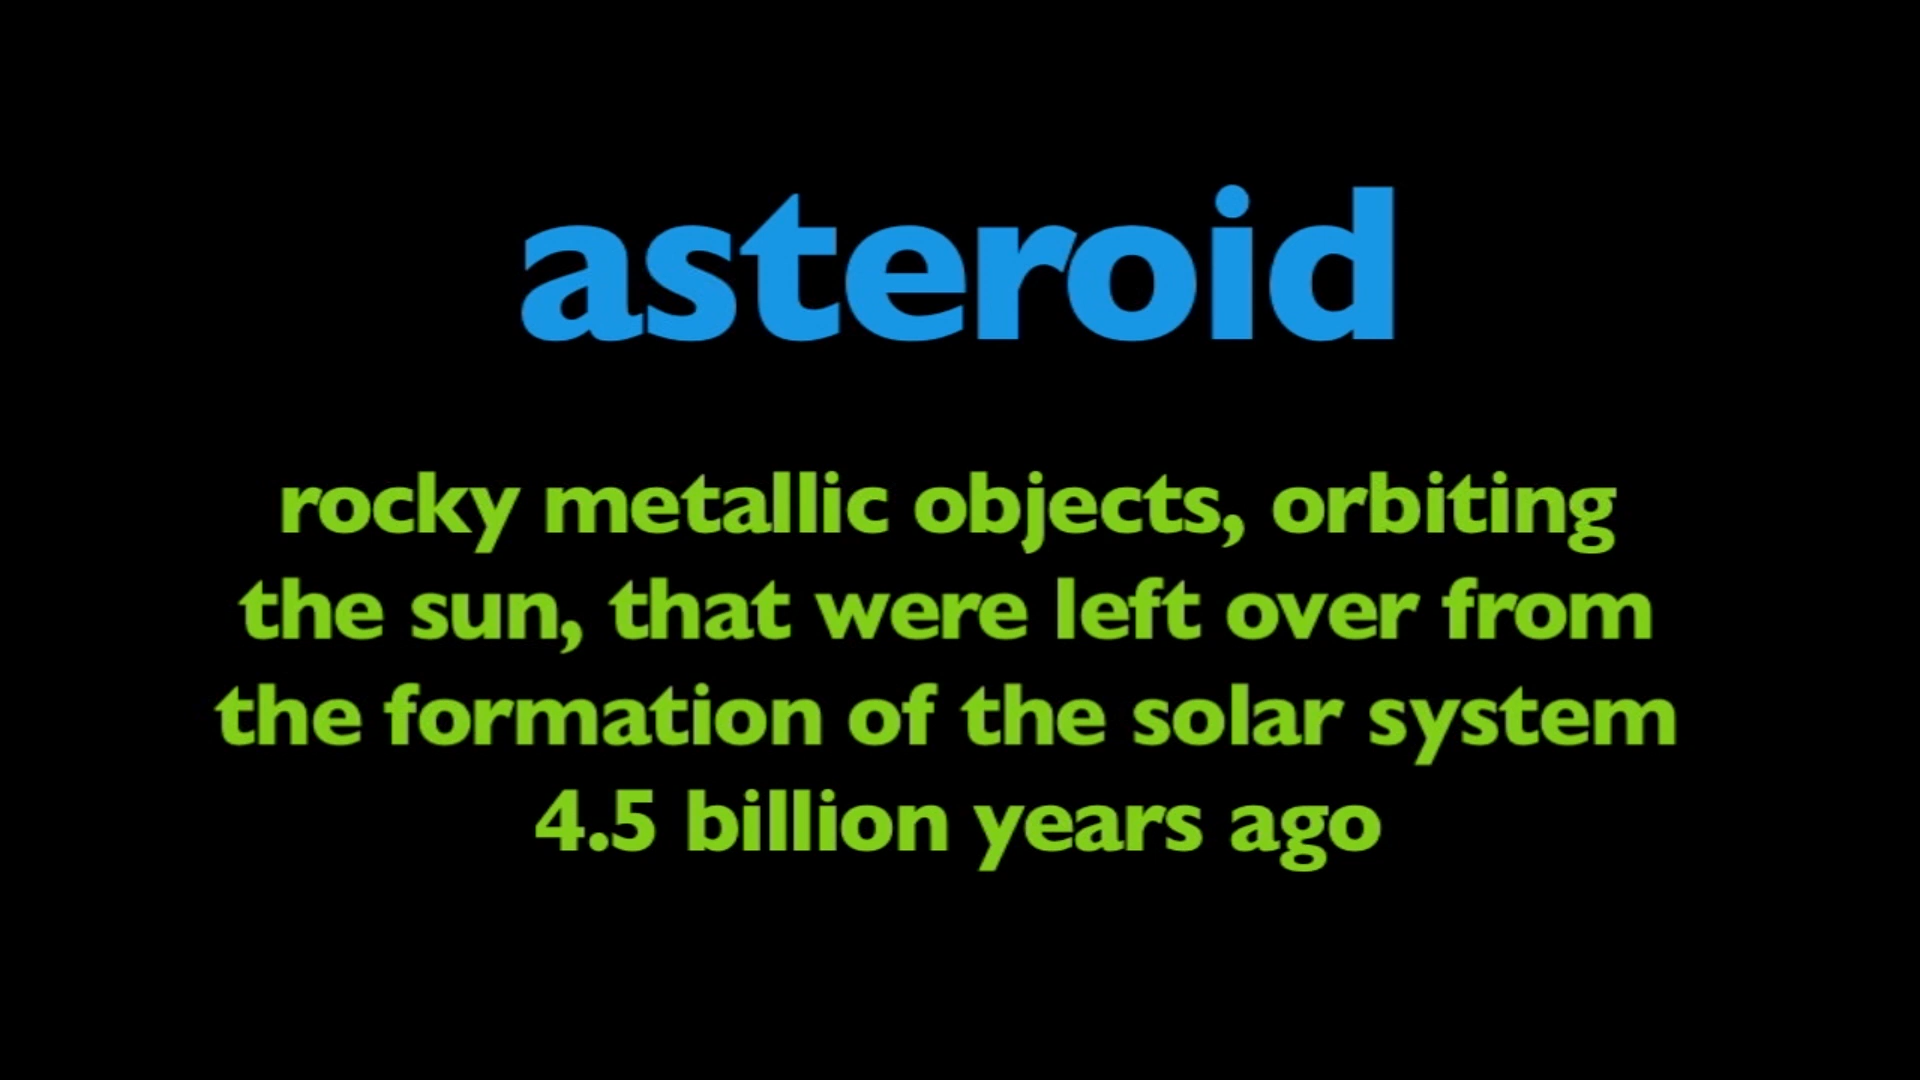 asteroid
rocky metallic objects, orbiting
the sun, that were left over from
the formation of the solar system
4.5 billion years ago